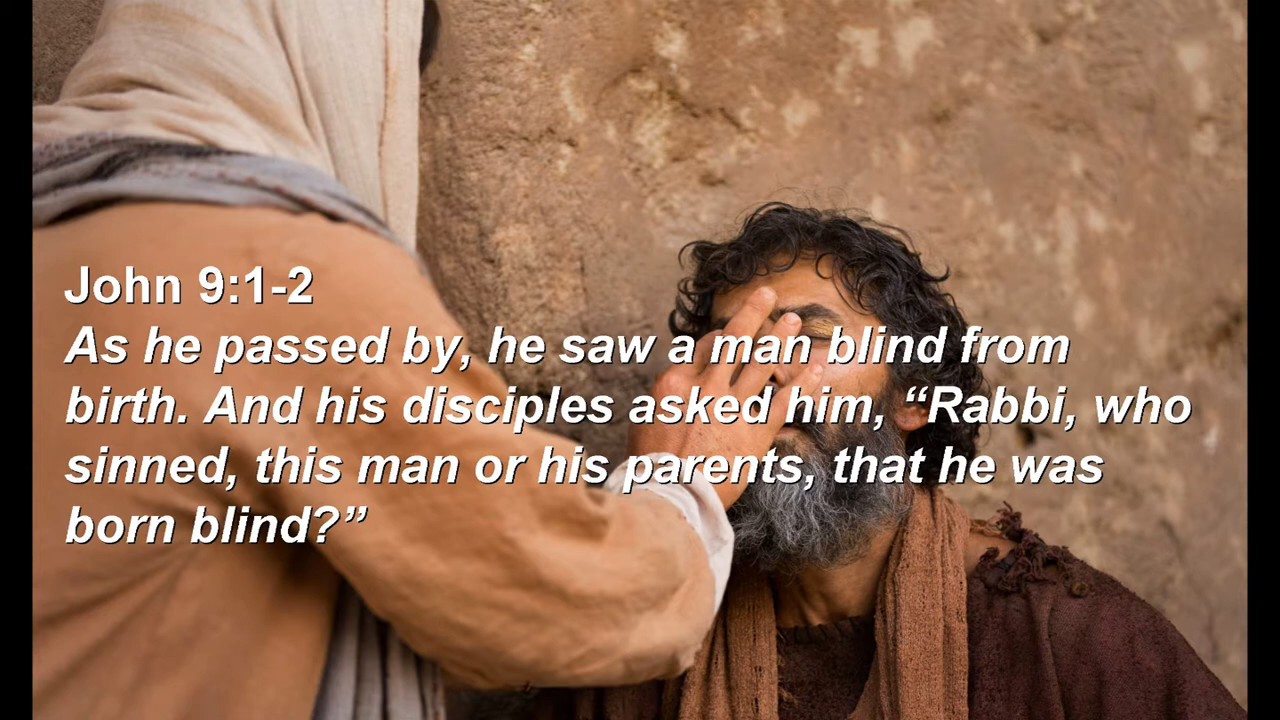 John 9:1-2
As he passed by, he saw a man blind from
birth. And his disciples asked him, “Rabbi, who
sinned, this man or his parents, that he was
born blind?”